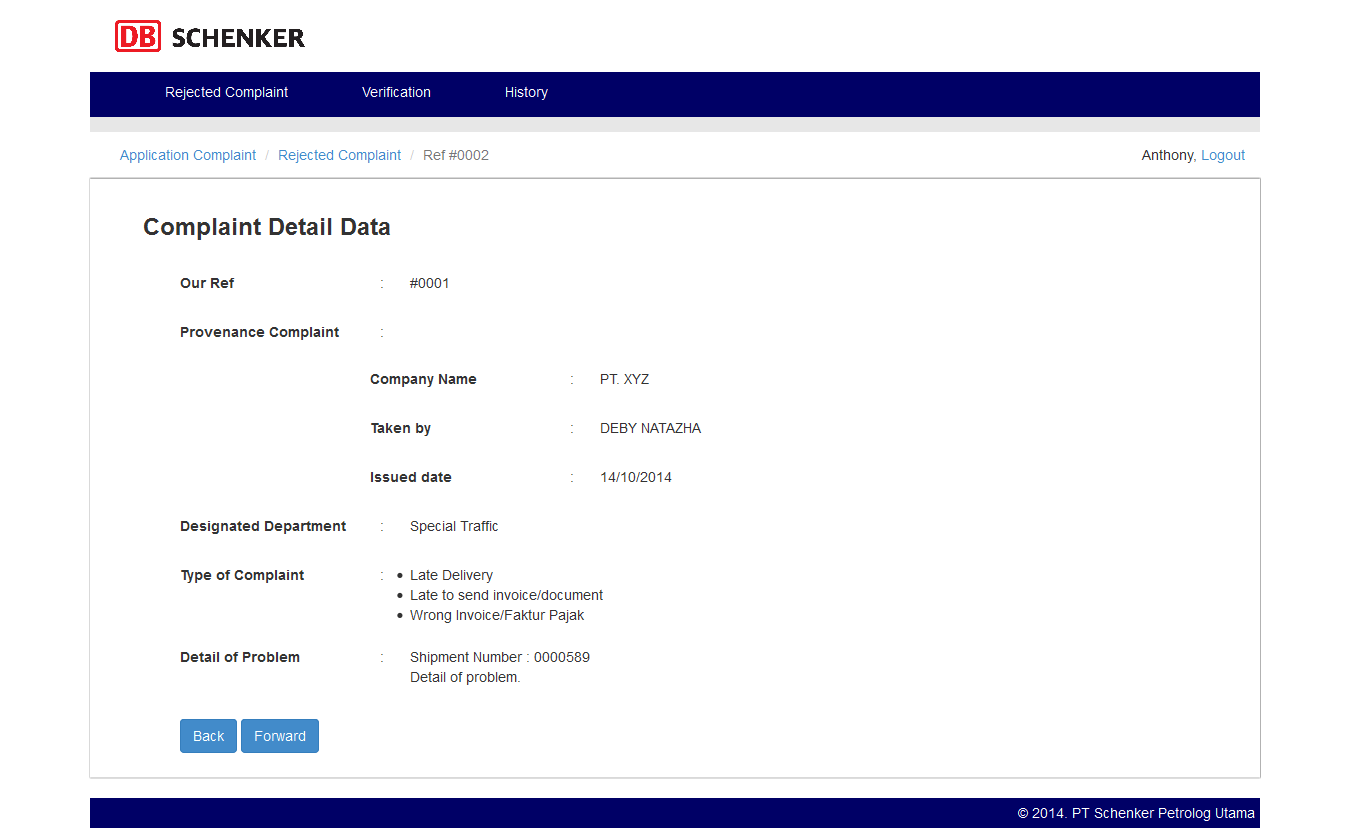 DB SCHENKER
Rejected Complaint Verification History
Application Complaint / Rejected Complaint / Ref #0002 Anthony, Logout
Complaint Detail Data
Our Ref : #0001
Provenance Complaint :
Company Name : PT. XYZ
Taken by : DEBY NATAZHA
Issued date : 14/10/2014
Designated Department : Special Traffic
Type of Complaint : • Late Delivery
• Late to send invoice/document
• Wrong Invoice/Faktur Pajak
Detail of Problem : Shipment Number : 0000589
Detail of problem.
Back Forward
© 2014. PT Schenker Petrolog Utama